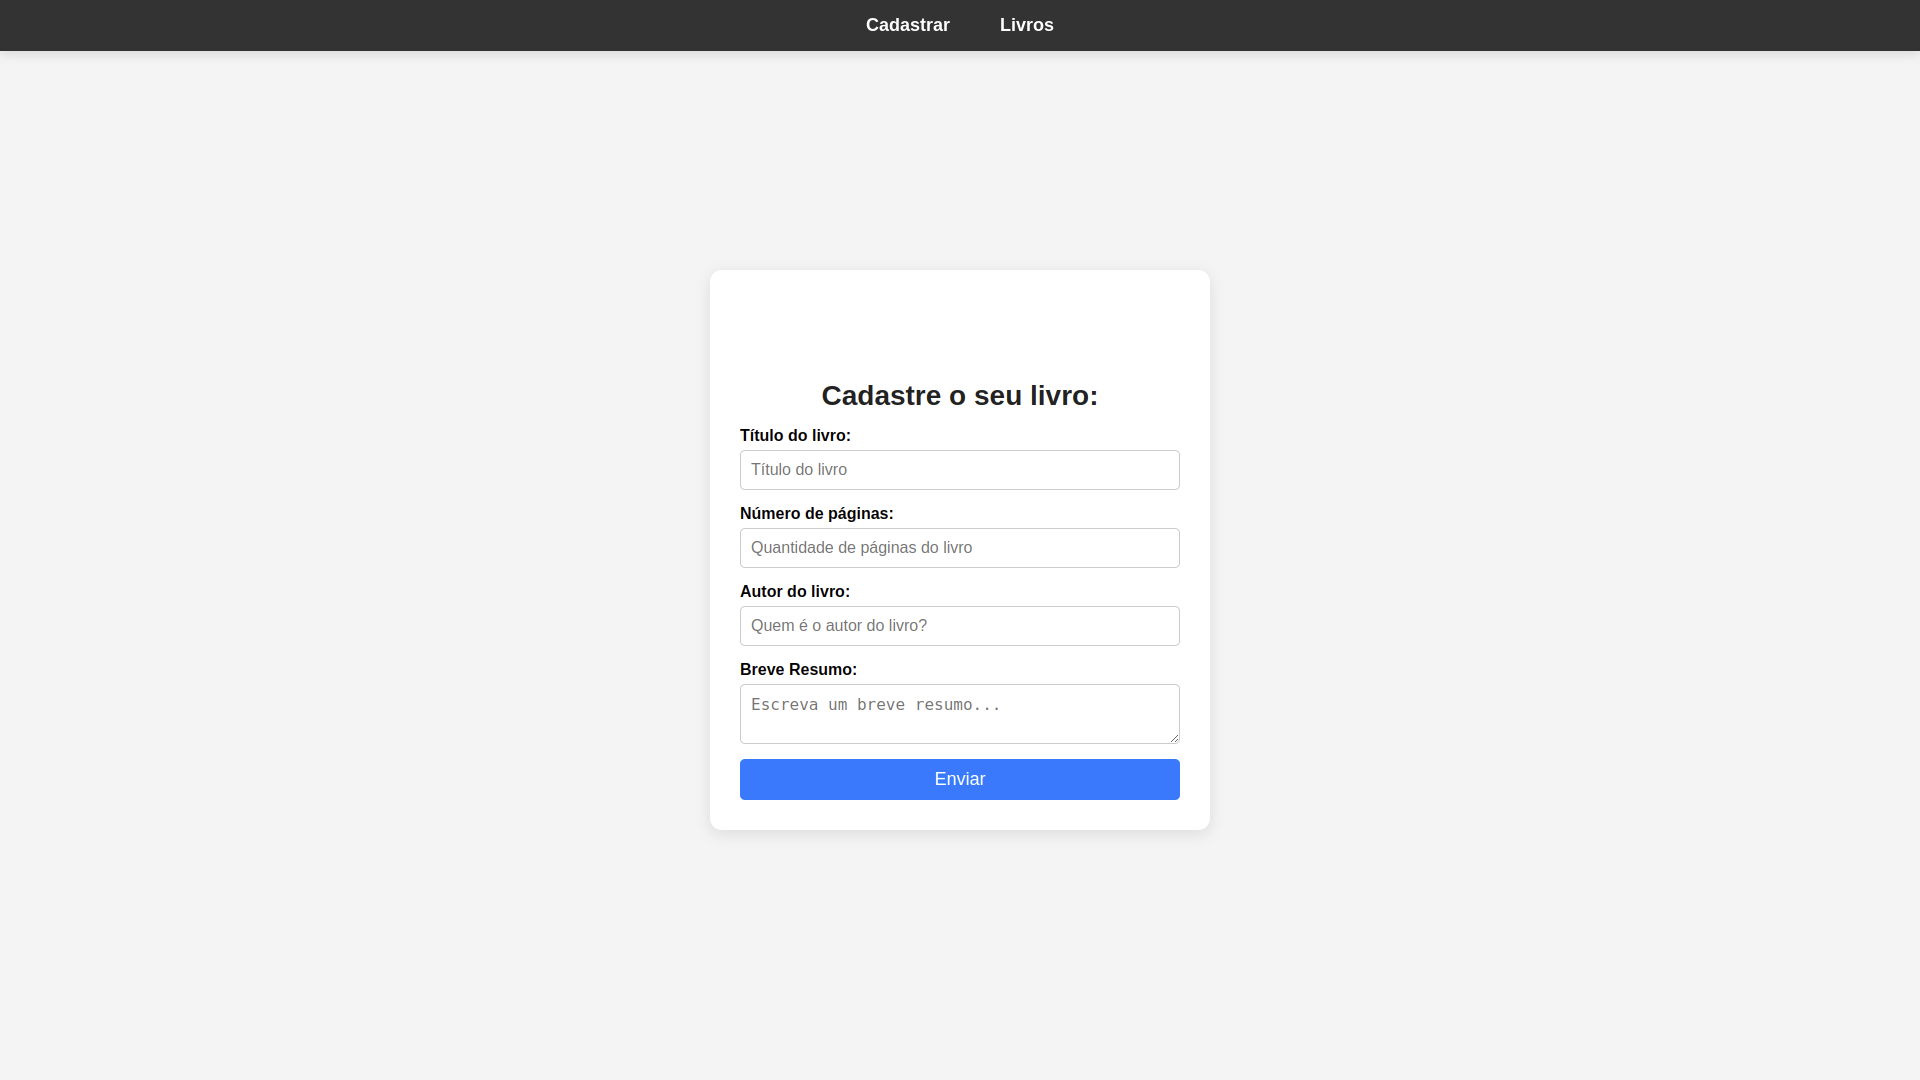 Cadastrar Livros
Cadastre o seu livro:
Título do livro:
Título do livro
Número de páginas:
Quantidade de páginas do livro
Autor do livro:
Quem é o autor do livro?
Breve Resumo:
Escreva um breve resumo...
Enviar